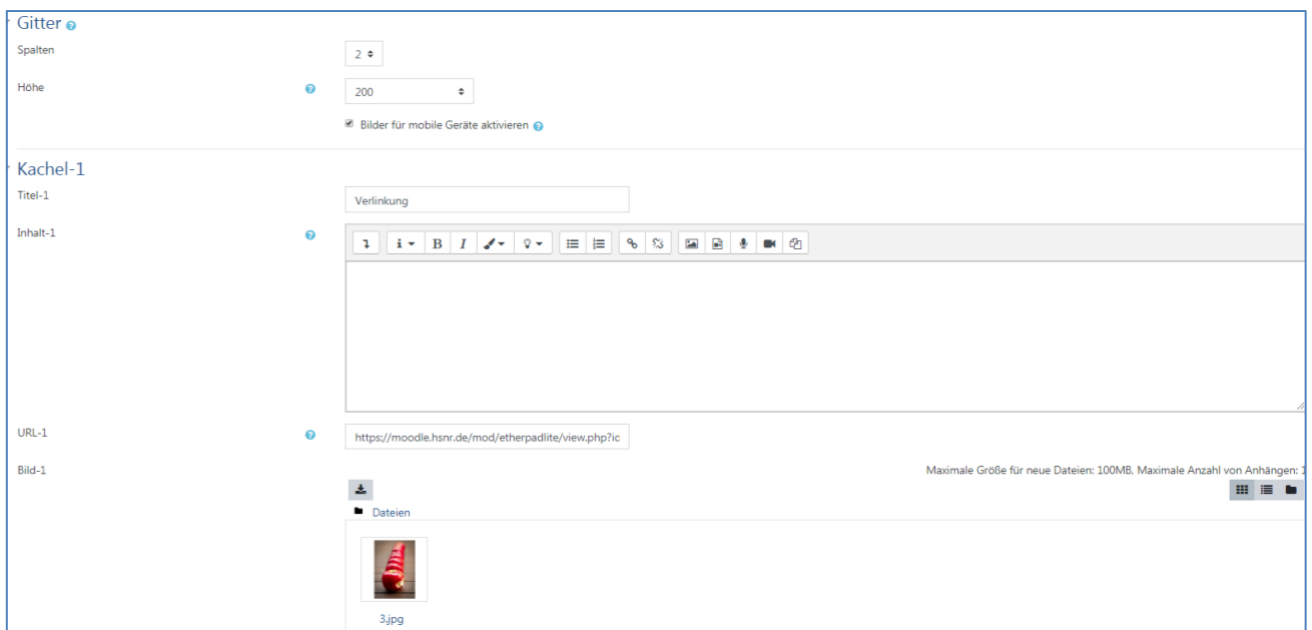 Gitter
Spalten
2
Höhe
200
Bilder für mobile Geräte aktivieren
Kachel-1
Titel-1
Verlinkung
Inhalt-1
B I
URL-1
https://moodle.hsnr.de/mod/etherpadlite/view.php?ic
Bild-1
Maximale Größe für neue Dateien: 100MB, Maximale Anzahl von Anhängen: 1
Dateien
3.jpg